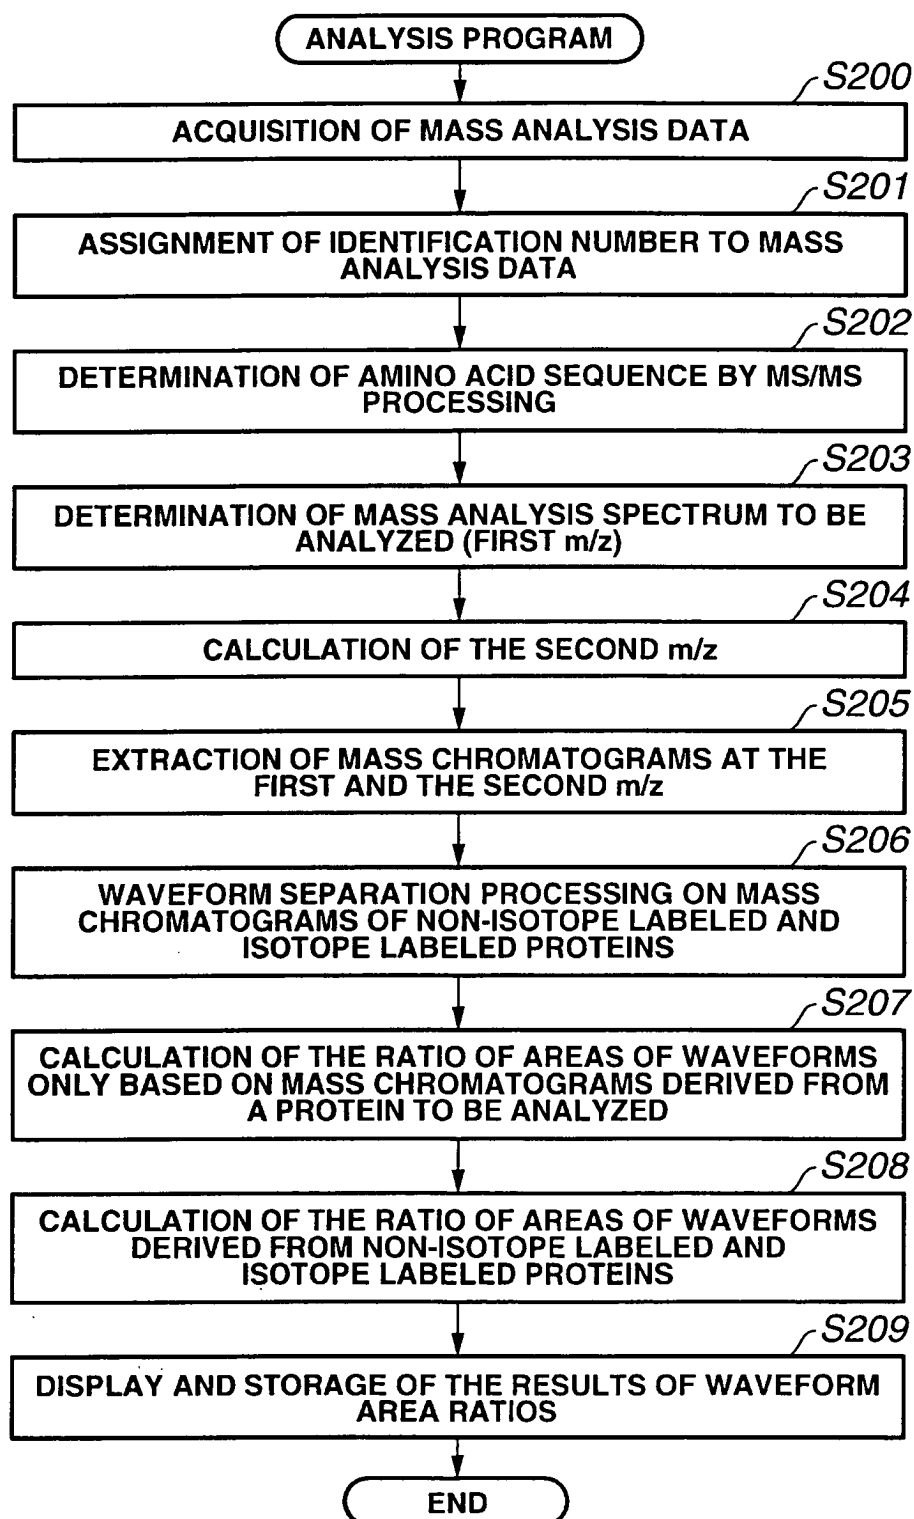 ANALYSIS PROGRAM
S200
ACQUISITION OF MASS ANALYSIS DATA
S201
ASSIGNMENT OF IDENTIFICATION NUMBER TO MASS
ANALYSIS DATA
S202
DETERMINATION OF AMINO ACID SEQUENCE BY MS/MS
PROCESSING
S203
DETERMINATION OF MASS ANALYSIS SPECTRUM TO BE
ANALYZED (FIRST m/z)
S204
CALCULATION OF THE SECOND m/z
S205
EXTRACTION OF MASS CHROMATOGRAMS AT THE
FIRST AND THE SECOND m/z
S206
WAVEFORM SEPARATION PROCESSING ON MASS
CHROMATOGRAMS OF NON-ISOTOPE LABELED AND
ISOTOPE LABELED PROTEINS
S207
CALCULATION OF THE RATIO OF AREAS OF WAVEFORMS
ONLY BASED ON MASS CHROMATOGRAMS DERIVED FROM
A PROTEIN TO BE ANALYZED
S208
CALCULATION OF THE RATIO OF AREAS OF WAVEFORMS
DERIVED FROM NON-ISOTOPE LABELED AND
ISOTOPE LABELED PROTEINS
S209
DISPLAY AND STORAGE OF THE RESULTS OF WAVEFORM
AREA RATIOS
END